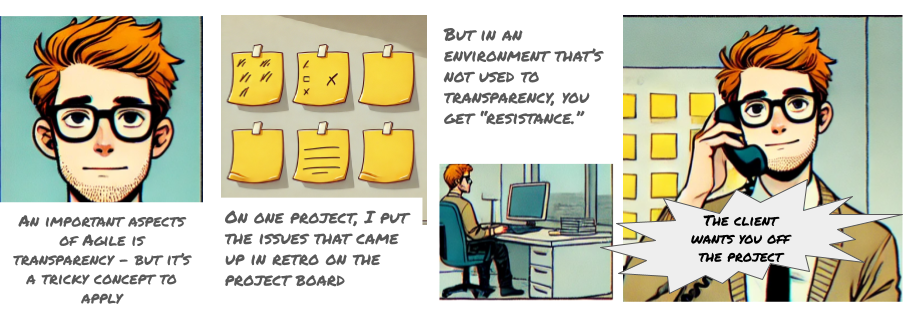 AN IMPORTANT ASPECTS
OF AGILE IS
TRANSPARENCY – BUT IT'S
A TRICKY CONCEPT TO
APPLY
ON ONE PROJECT, I PUT
THE ISSUES THAT CAME
UP IN RETRO ON THE
PROJECT BOARD
BUT IN AN
ENVIRONMENT THAT'S
NOT USED TO
TRANSPARENCY, YOU
GET "RESISTANCE."
THE CLIENT
WANTS YOU OFF
THE PROJECT